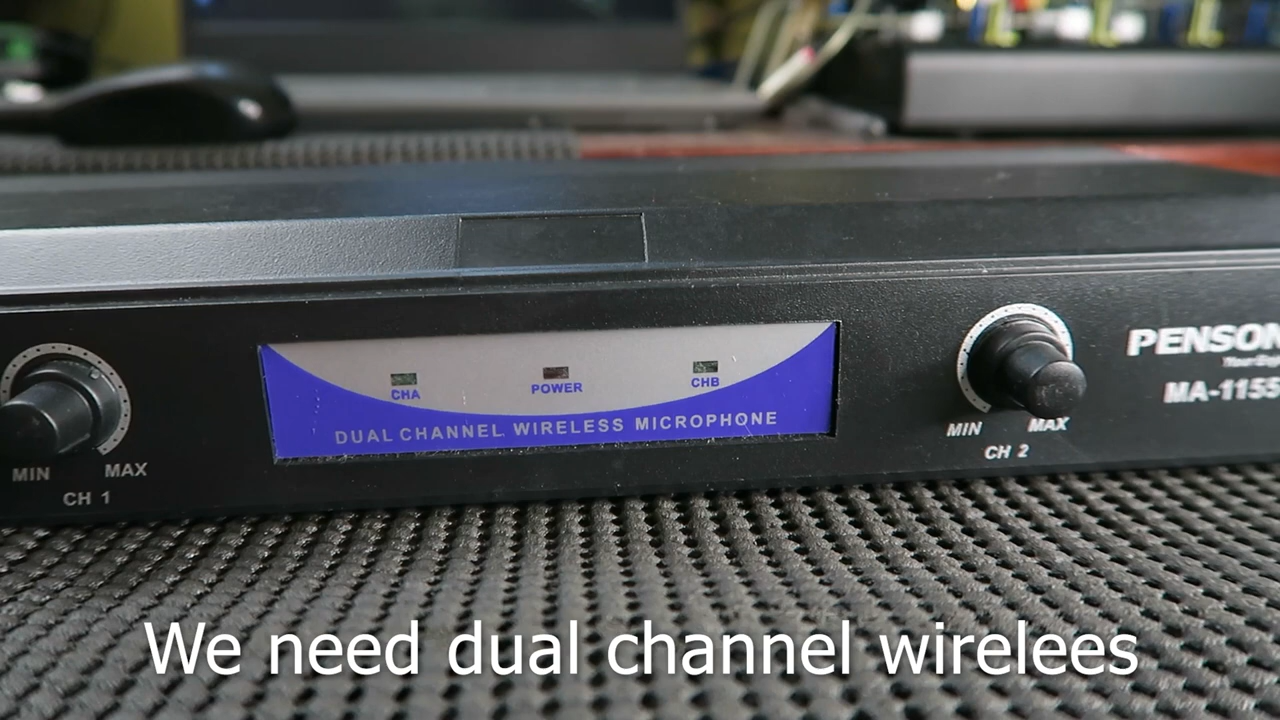 CHA
POWER
CHB
DUAL CHANNEL WIRELESS MICROPHONE
MIN MAX
CH 1
MIN MAX
CH 2
PENSON
MA-1155
We need dual channel wirelees